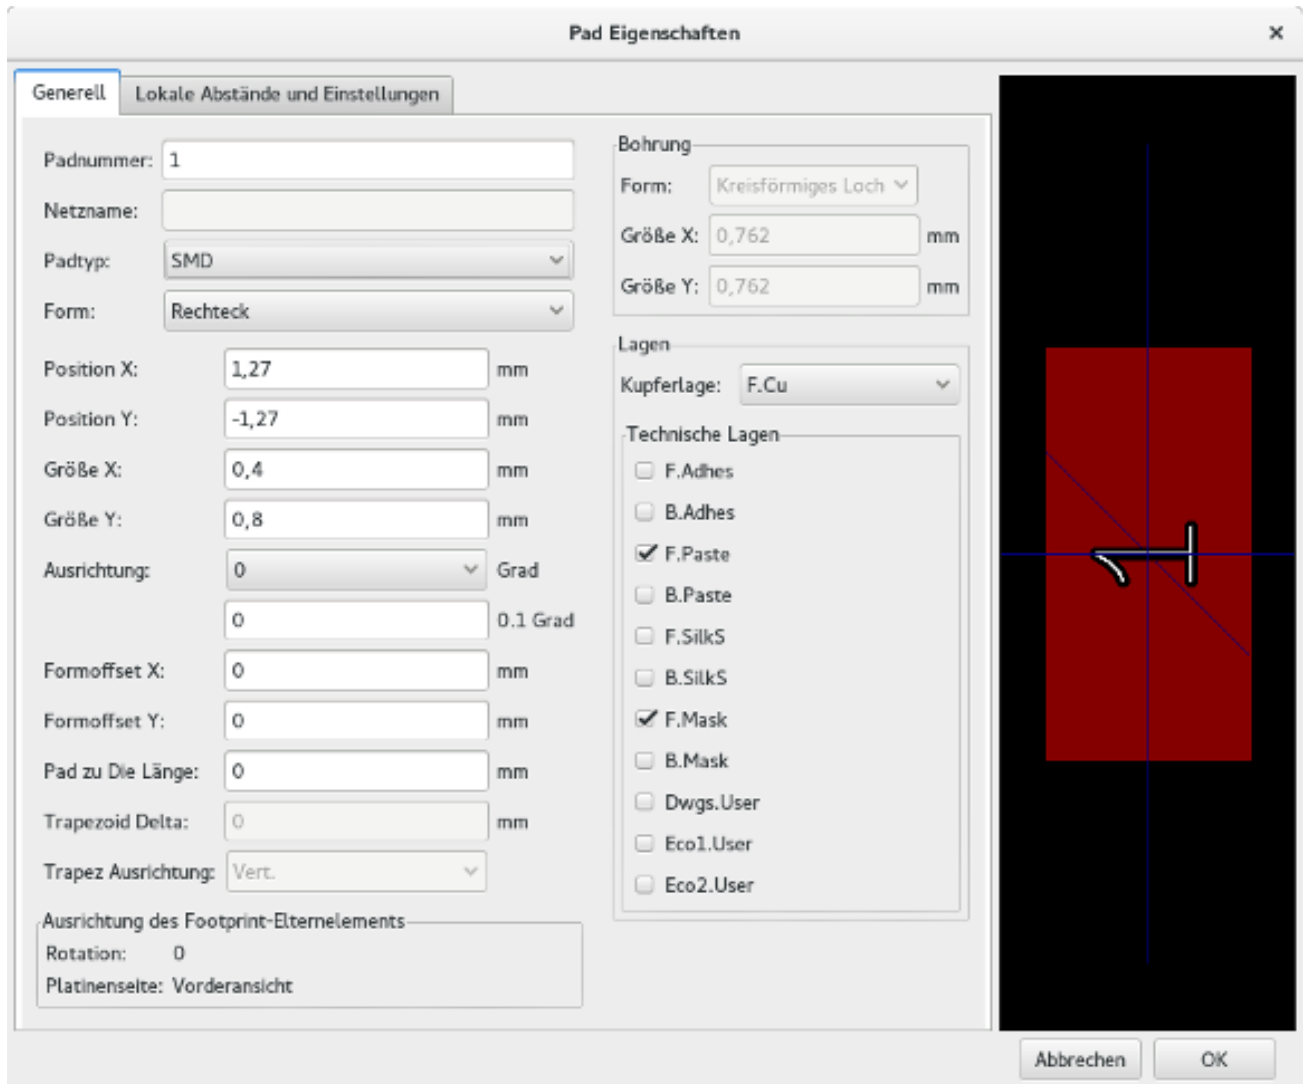 Pad Eigenschaften
Generell
Lokale Abstände und Einstellungen
Padnummer: 1
Netzname:
Padtyp: SMD
Form: Rechteck
Position X: 1,27 mm
Position Y: -1,27 mm
Größe X: 0,4 mm
Größe Y: 0,8 mm
Ausrichtung: 0 Grad
0 0.1 Grad
Formoffset X: 0 mm
Formoffset Y: 0 mm
Pad zu Die Länge: 0 mm
Trapezoid Delta: 0 mm
Trapez Ausrichtung: Vert.
Ausrichtung des Footprint-Elternelements
Rotation: 0
Platinenseite: Vorderansicht
Bohrung
Form: Kreisförmiges Loch
Größe X: 0,762 mm
Größe Y: 0,762 mm
Lagen
Kupferlage: F.Cu
Technische Lagen
F.Adhes
B.Adhes
F.Paste
B.Paste
F.SilkS
B.SilkS
F.Mask
B.Mask
Dwgs.User
Eco1.User
Eco2.User
1
Abbrechen
OK